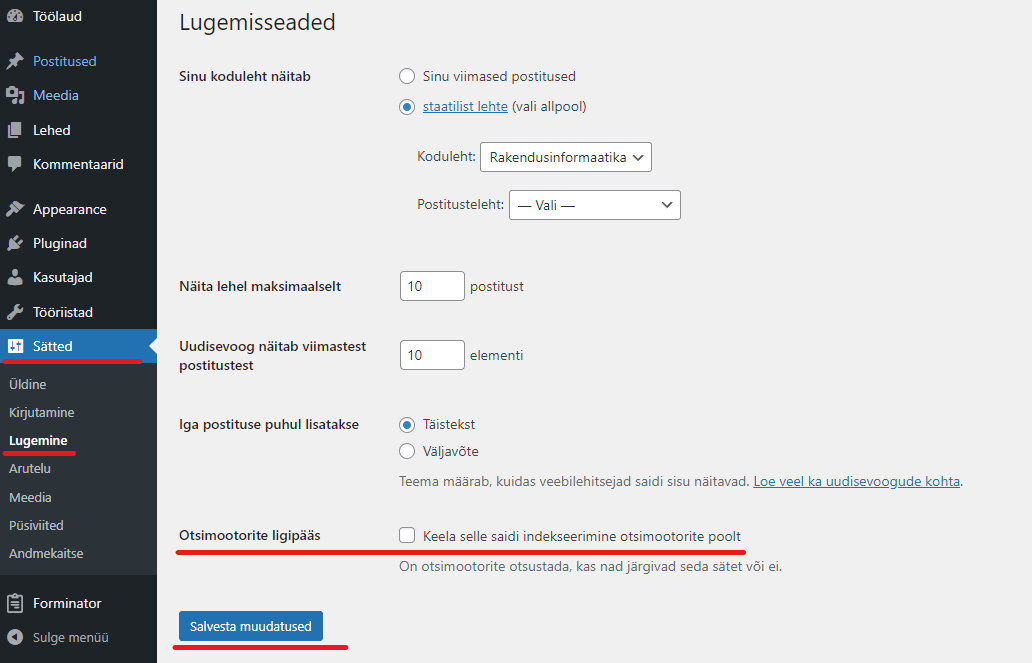 Töölaud
Postitused
Meedia
Lehed
Kommentaarid
Appearance
Pluginad
Kasutajad
Tööriistad
Sätted
Üldine
Kirjutamine
Lugemine
Arutelu
Meedia
Püsiviited
Andmekaitse
Forminator
Sulge menüü
Lugemisseaded
Sinu koduleht näitab
Sinu viimased postitused
staatilist lehte (vali allpool)
Koduleht: Rakendusinformaatika
Postitusteleht: — Vali —
Näita lehel maksimaalselt 10 postitust
Uudisevoog näitab viimastest
postitustest
10 elementi
Iga postituse puhul lisatakse
Täistekst
Väljavõte
Teema määrab, kuidas veebilehitsejad saidi sisu näitavad. Loe veel ka uudisevoogude kohta.
Otsimootorite ligipääs
Keela selle saidi indekseerimine otsimootorite poolt
On otsimootorite otsustada, kas nad järgivad seda sätet või ei.
Salvesta muudatused